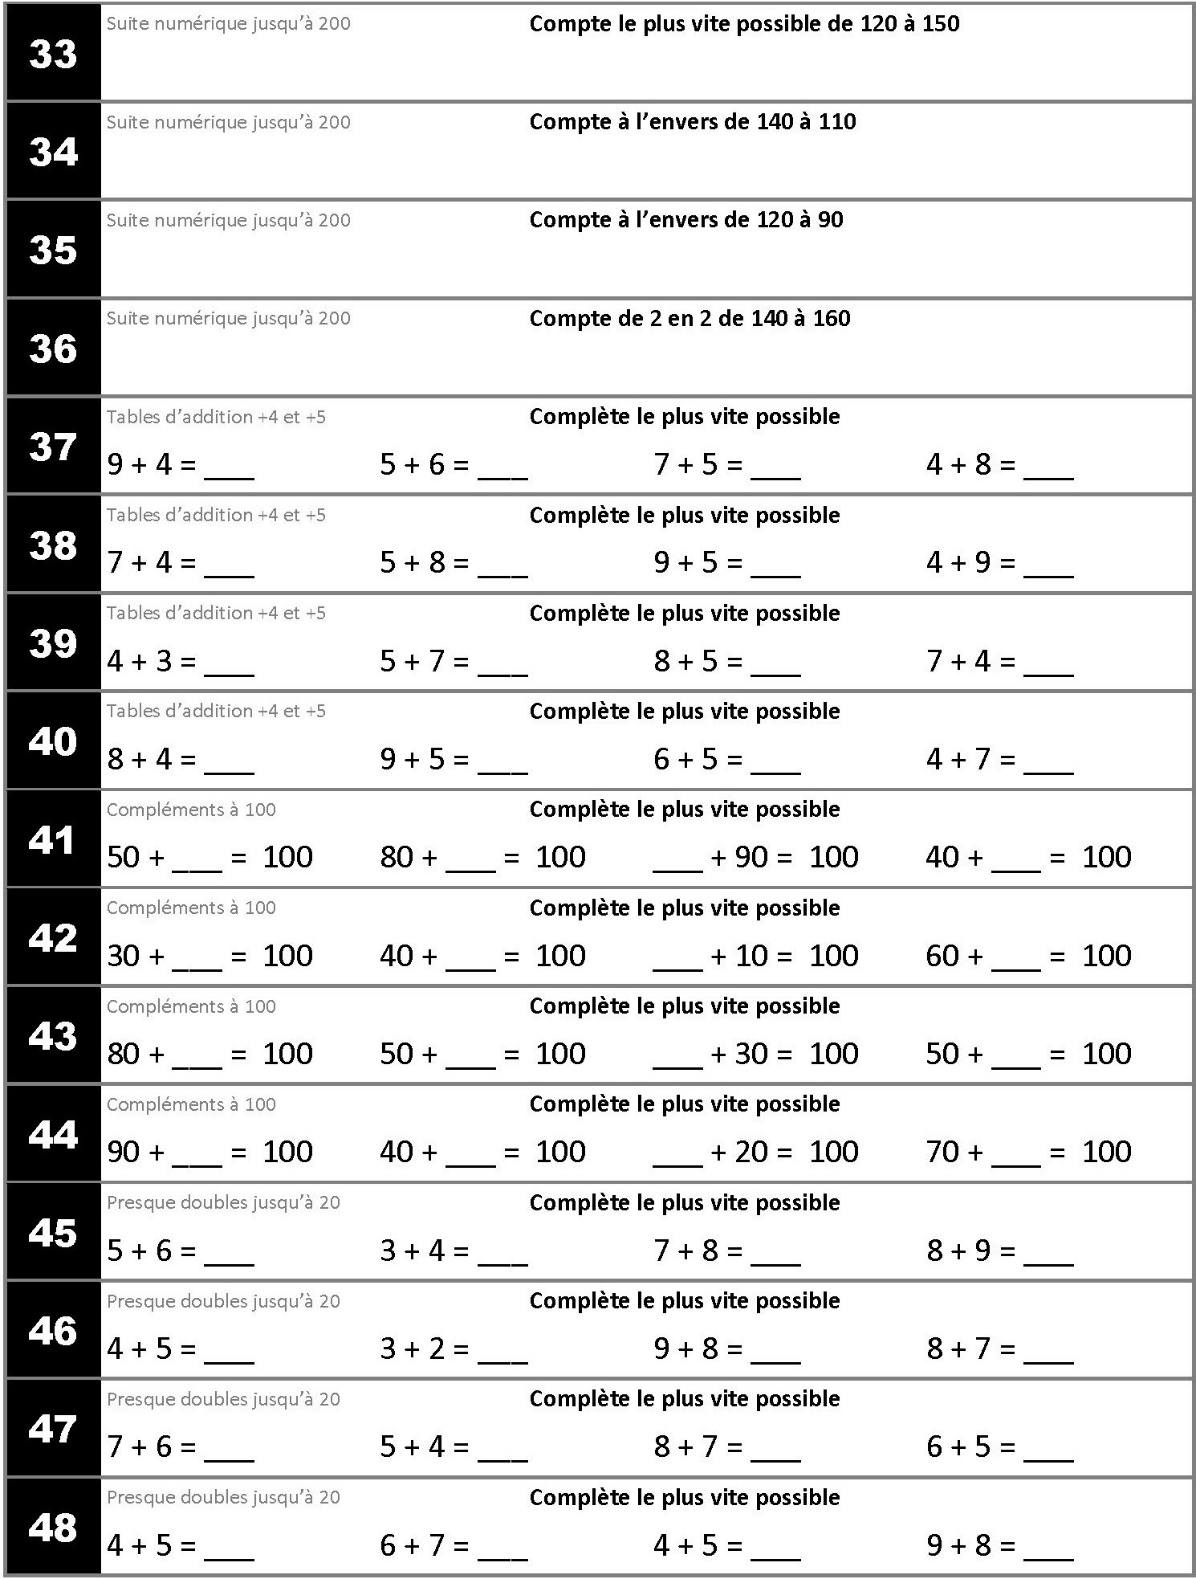 33 Suite numérique jusqu’à 200 Compte le plus vite possible de 120 à 150
34 Suite numérique jusqu’à 200 Compte à l’envers de 140 à 110
35 Suite numérique jusqu’à 200 Compte à l’envers de 120 à 90
36 Suite numérique jusqu’à 200 Compte de 2 en 2 de 140 à 160
37 Tables d’addition +4 et +5 Complète le plus vite possible
9 + 4 = ___ 5 + 6 = ___ 7 + 5 = ___ 4 + 8 = ___
38 Tables d’addition +4 et +5 Complète le plus vite possible
7 + 4 = ___ 5 + 8 = ___ 9 + 5 = ___ 4 + 9 = ___
39 Tables d’addition +4 et +5 Complète le plus vite possible
4 + 3 = ___ 5 + 7 = ___ 8 + 5 = ___ 7 + 4 = ___
40 Tables d’addition +4 et +5 Complète le plus vite possible
8 + 4 = ___ 9 + 5 = ___ 6 + 5 = ___ 4 + 7 = ___
41 Compléments à 100 Complète le plus vite possible
50 + ___ = 100 80 + ___ = 100 ___ + 90 = 100 40 + ___ = 100
42 Compléments à 100 Complète le plus vite possible
30 + ___ = 100 40 + ___ = 100 ___ + 10 = 100 60 + ___ = 100
43 Compléments à 100 Complète le plus vite possible
80 + ___ = 100 50 + ___ = 100 ___ + 30 = 100 50 + ___ = 100
44 Compléments à 100 Complète le plus vite possible
90 + ___ = 100 40 + ___ = 100 ___ + 20 = 100 70 + ___ = 100
45 Presque doubles jusqu’à 20 Complète le plus vite possible
5 + 6 = ___ 3 + 4 = ___ 7 + 8 = ___ 8 + 9 = ___
46 Presque doubles jusqu’à 20 Complète le plus vite possible
4 + 5 = ___ 3 + 2 = ___ 9 + 8 = ___ 8 + 7 = ___
47 Presque doubles jusqu’à 20 Complète le plus vite possible
7 + 6 = ___ 5 + 4 = ___ 8 + 7 = ___ 6 + 5 = ___
48 Presque doubles jusqu’à 20 Complète le plus vite possible
4 + 5 = ___ 6 + 7 = ___ 4 + 5 = ___ 9 + 8 = ___